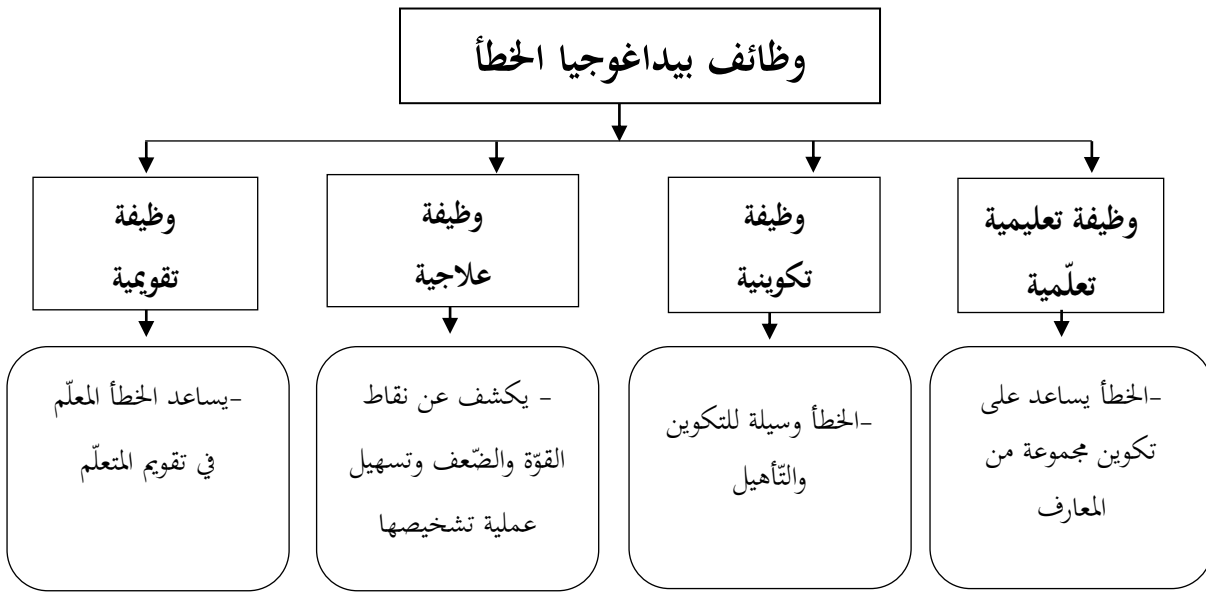 وظائف بيداغوجيا الخطأ
وظيفة تعليمية
تعلّمية
وظيفة
تكوينية
وظيفة
علاجية
وظيفة
تقويمية
-الخطأ يساعد على
تكوين مجموعة من
المعارف
-الخطأ وسيلة للتكوين
والتّأهيل
- يكشف عن نقاط
القوّة والضّعف وتسهيل
عملية تشخيصها
-يساعد الخطأ المعلّم
في تقويم المتعلّم